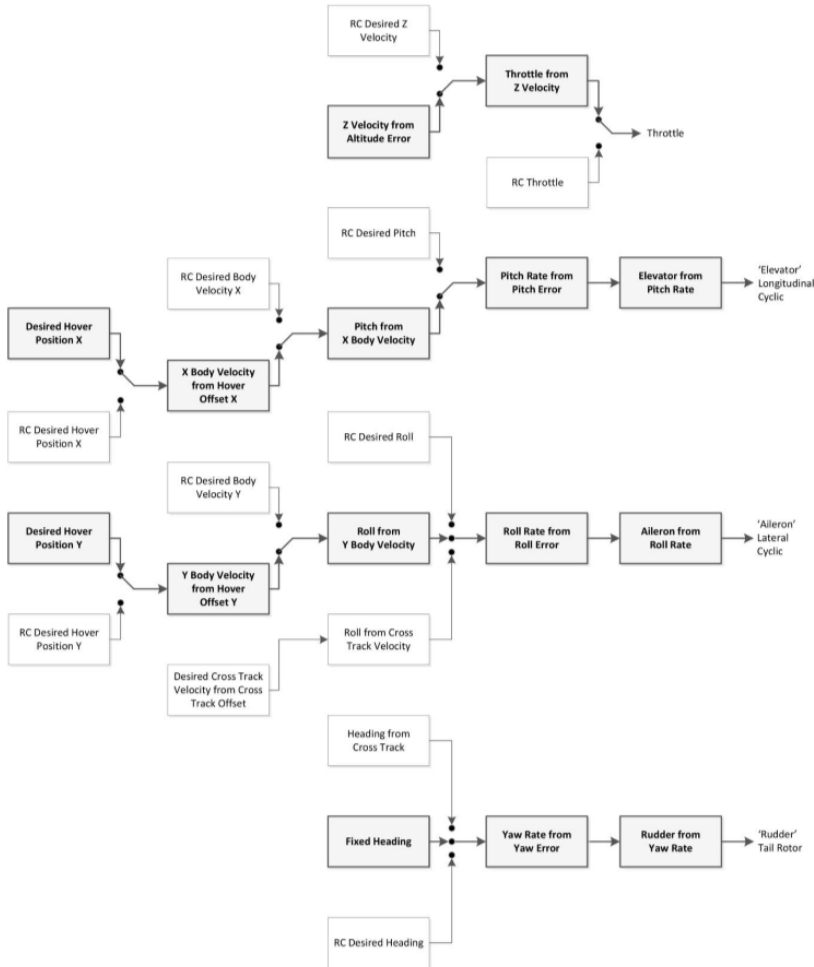 RC Desired Z
Velocity
Throttle from
Z Velocity
Z Velocity from
Altitude Error
Throttle
RC Throttle
RC Desired Pitch
RC Desired Body
Velocity X
Pitch Rate from
Pitch Error
Elevator from
Pitch Rate
'Elevator'
Longitudinal
Cyclic
Desired Hover
Position X
Pitch from
X Body Velocity
X Body Velocity
from Hover
Offset X
RC Desired Hover
Position X
RC Desired Roll
RC Desired Body
Velocity Y
Desired Hover
Position Y
Roll from
Y Body Velocity
Roll Rate from
Roll Error
Aileron from
Roll Rate
'Aileron'
Lateral
Cyclic
Y Body Velocity
from Hover
Offset Y
RC Desired Hover
Position Y
Roll from Cross
Track Velocity
Desired Cross Track
Velocity from Cross
Track Offset
Heading from
Cross Track
Fixed Heading
Yaw Rate from
Yaw Error
Rudder from
Yaw Rate
'Rudder'
Tail Rotor
RC Desired Heading